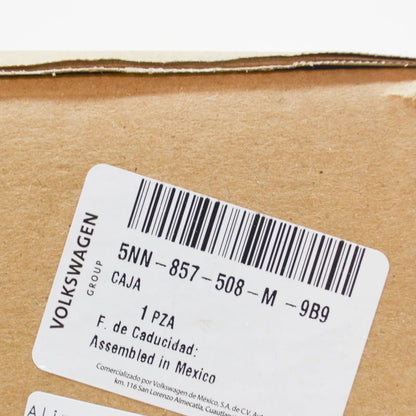 VOLKSWAGEN
GROUP
5NN-857-508-M -9B9
CAJA
1 PZA
F. de Caducidad:
Assembled in Mexico
Comercializado por Volkswagen de México, S.A. de C.V.
km. 116 San Lorenzo Almecatla, Cuautlan